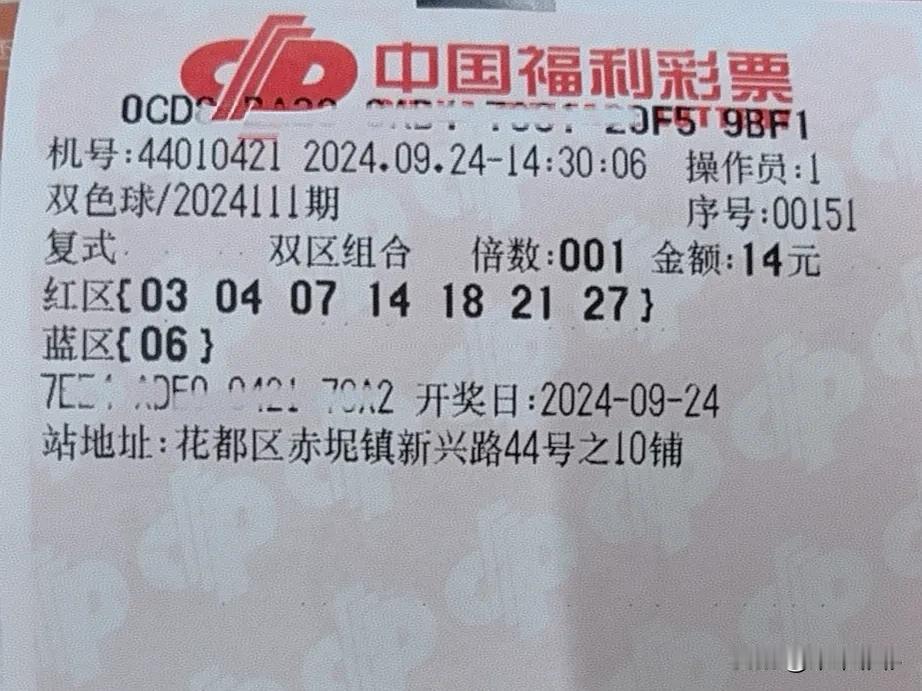 中国福利彩票
9BF1
机号:44010421 2024.09.24-14:30:06 操作员:1
双色球/2024111期 序号:00151
复式 双区组合 倍数:001 金额:14元
红区{03 04 07 14 18 21 27}
蓝区{06}
开奖日:2024-09-24
站地址:花都区赤坭镇新兴路44号之10铺